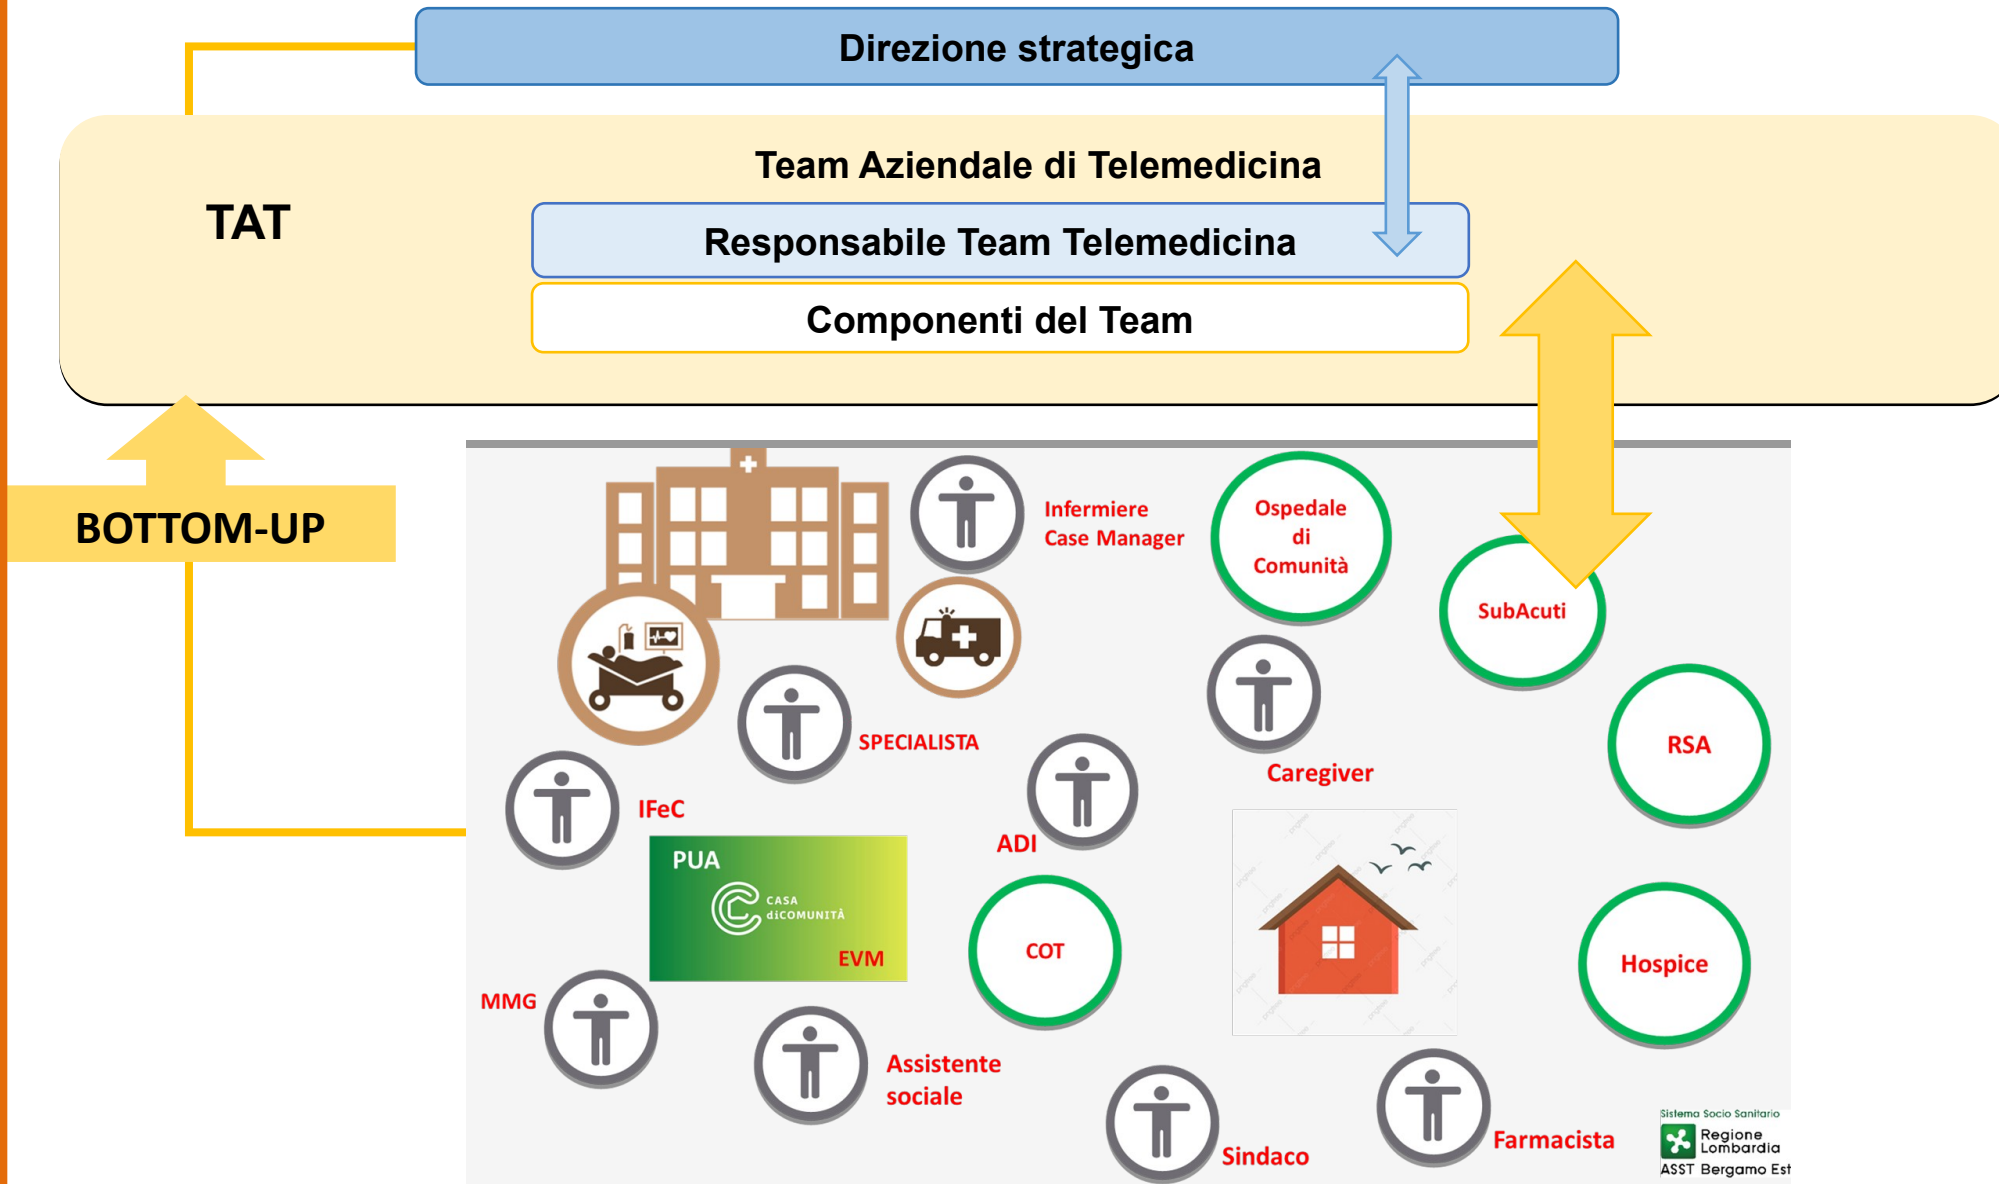 Direzione strategica
Team Aziendale di Telemedicina
TAT
Responsabile Team Telemedicina
Componenti del Team
BOTTOM-UP
Infermiere
Case Manager
Ospedale
di
Comunità
SubAcuti
SPECIALISTA
RSA
Caregiver
IFeC
ADI
PUA
CASA
diCOMUNITÀ
EVM
COT
Hospice
MMG
Assistente
sociale
Sindaco
Farmacista
Sistema Socio Sanitario
Regione
Lombardia
ASST Bergamo Est